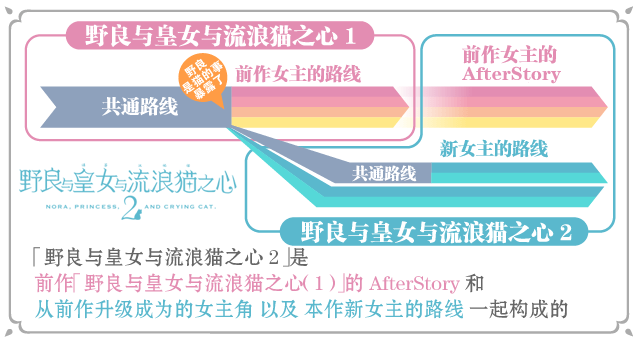 野良与皇女与流浪猫之心 1
野良
是猫的事
暴露了
前作女主的路线
前作女主的
AfterStory
共通路线
新女主的路线
共通路线
野良与皇女与流浪猫之心
NORA, PRINCESS, 2 AND CRYING CAT.
野良与皇女与流浪猫之心 2
「野良与皇女与流浪猫之心 2」是
前作「野良与皇女与流浪猫之心(1)」的 AfterStory 和
从前作升级成为的女主角 以及 本作新女主的路线 一起构成的